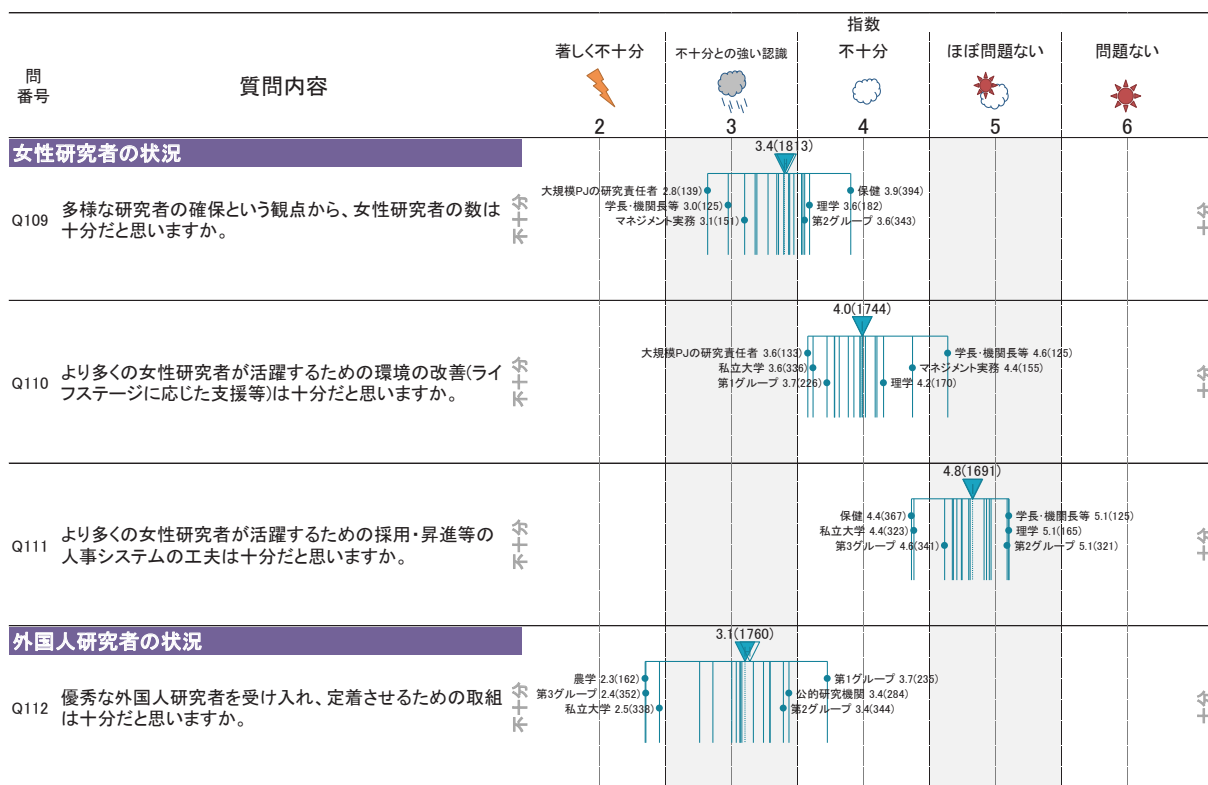 指数
著しく不十分
不十分との強い認識
不十分
ほぼ問題ない
問題ない
問
番号
質問内容
2
3
4
5
6
女性研究者の状況
3.4(1813)
Q109
多様な研究者の確保という観点から、女性研究者の数は
十分だと思いますか。
不十分
大規模PJの研究責任者 2.8(139)
学長・機関長等 3.0(125)
マネジメント実務 3.1(151)
保健 3.9(394)
理学 3.6(182)
第2グループ 3.6(343)
十分
4.0(1744)
Q110
より多くの女性研究者が活躍するための環境の改善(ライ
フステージに応じた支援等)は十分だと思いますか。
不十分
大規模PJの研究責任者 3.6(133)
私立大学 3.6(336)
第1グループ 3.7(226)
学長・機関長等 4.6(125)
マネジメント実務 4.4(155)
理学 4.2(170)
十分
4.8(1691)
Q111
より多くの女性研究者が活躍するための採用・昇進等の
人事システムの工夫は十分だと思いますか。
不十分
保健 4.4(367)
私立大学 4.4(323)
第3グループ 4.6(341)
学長・機関長等 5.1(125)
理学 5.1(165)
第2グループ 5.1(321)
十分
外国人研究者の状況
3.1(1760)
Q112
優秀な外国人研究者を受け入れ、定着させるための取組
は十分だと思いますか。
不十分
農学 2.3(162)
第3グループ 2.4(352)
私立大学 2.5(338)
第1グループ 3.7(235)
公的研究機関 3.4(284)
第2グループ 3.4(344)
十分